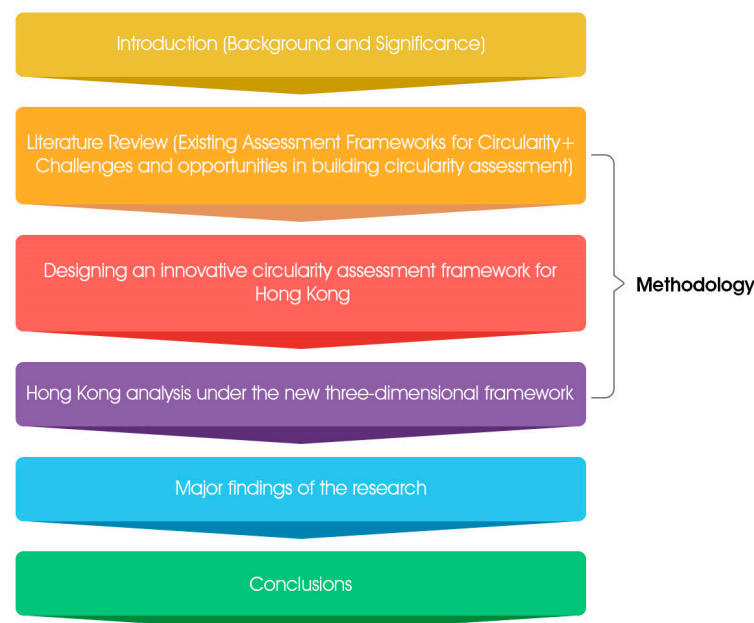 Introduction (Background and Significance)
Literature Review (Existing Assessment Frameworks for Circularity+
Challenges and opportunities in building circularity assessment)
Designing an innovative circularity assessment framework for
Hong Kong
Methodology
Hong Kong analysis under the new three-dimensional framework
Major findings of the research
Conclusions